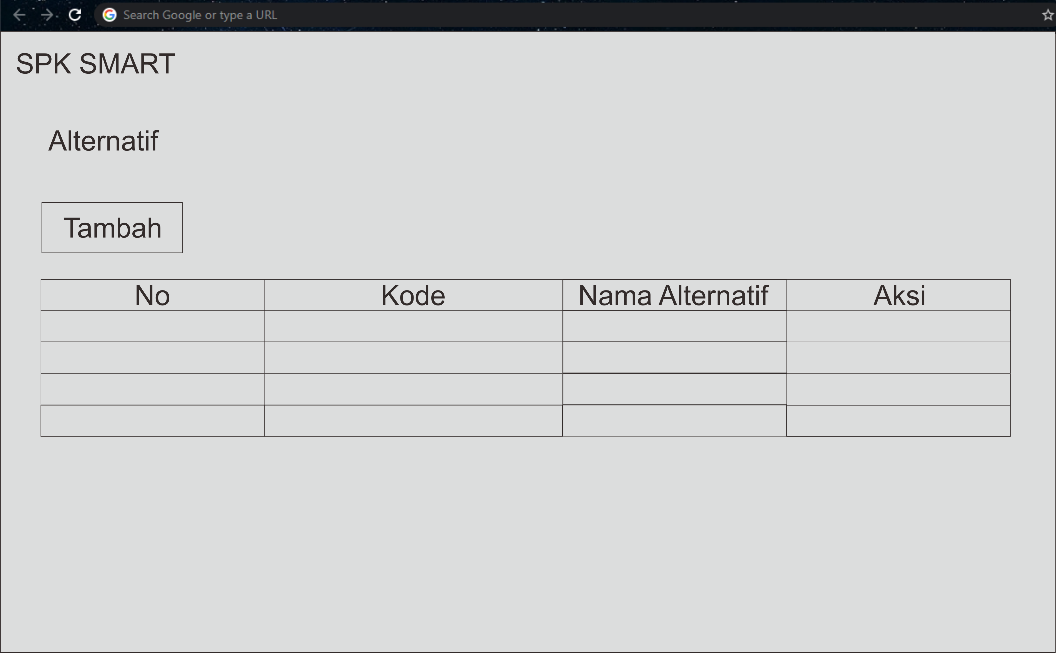 Search Google or type a URL
SPK SMART
Alternatif
Tambah
No Kode Nama Alternatif Aksi